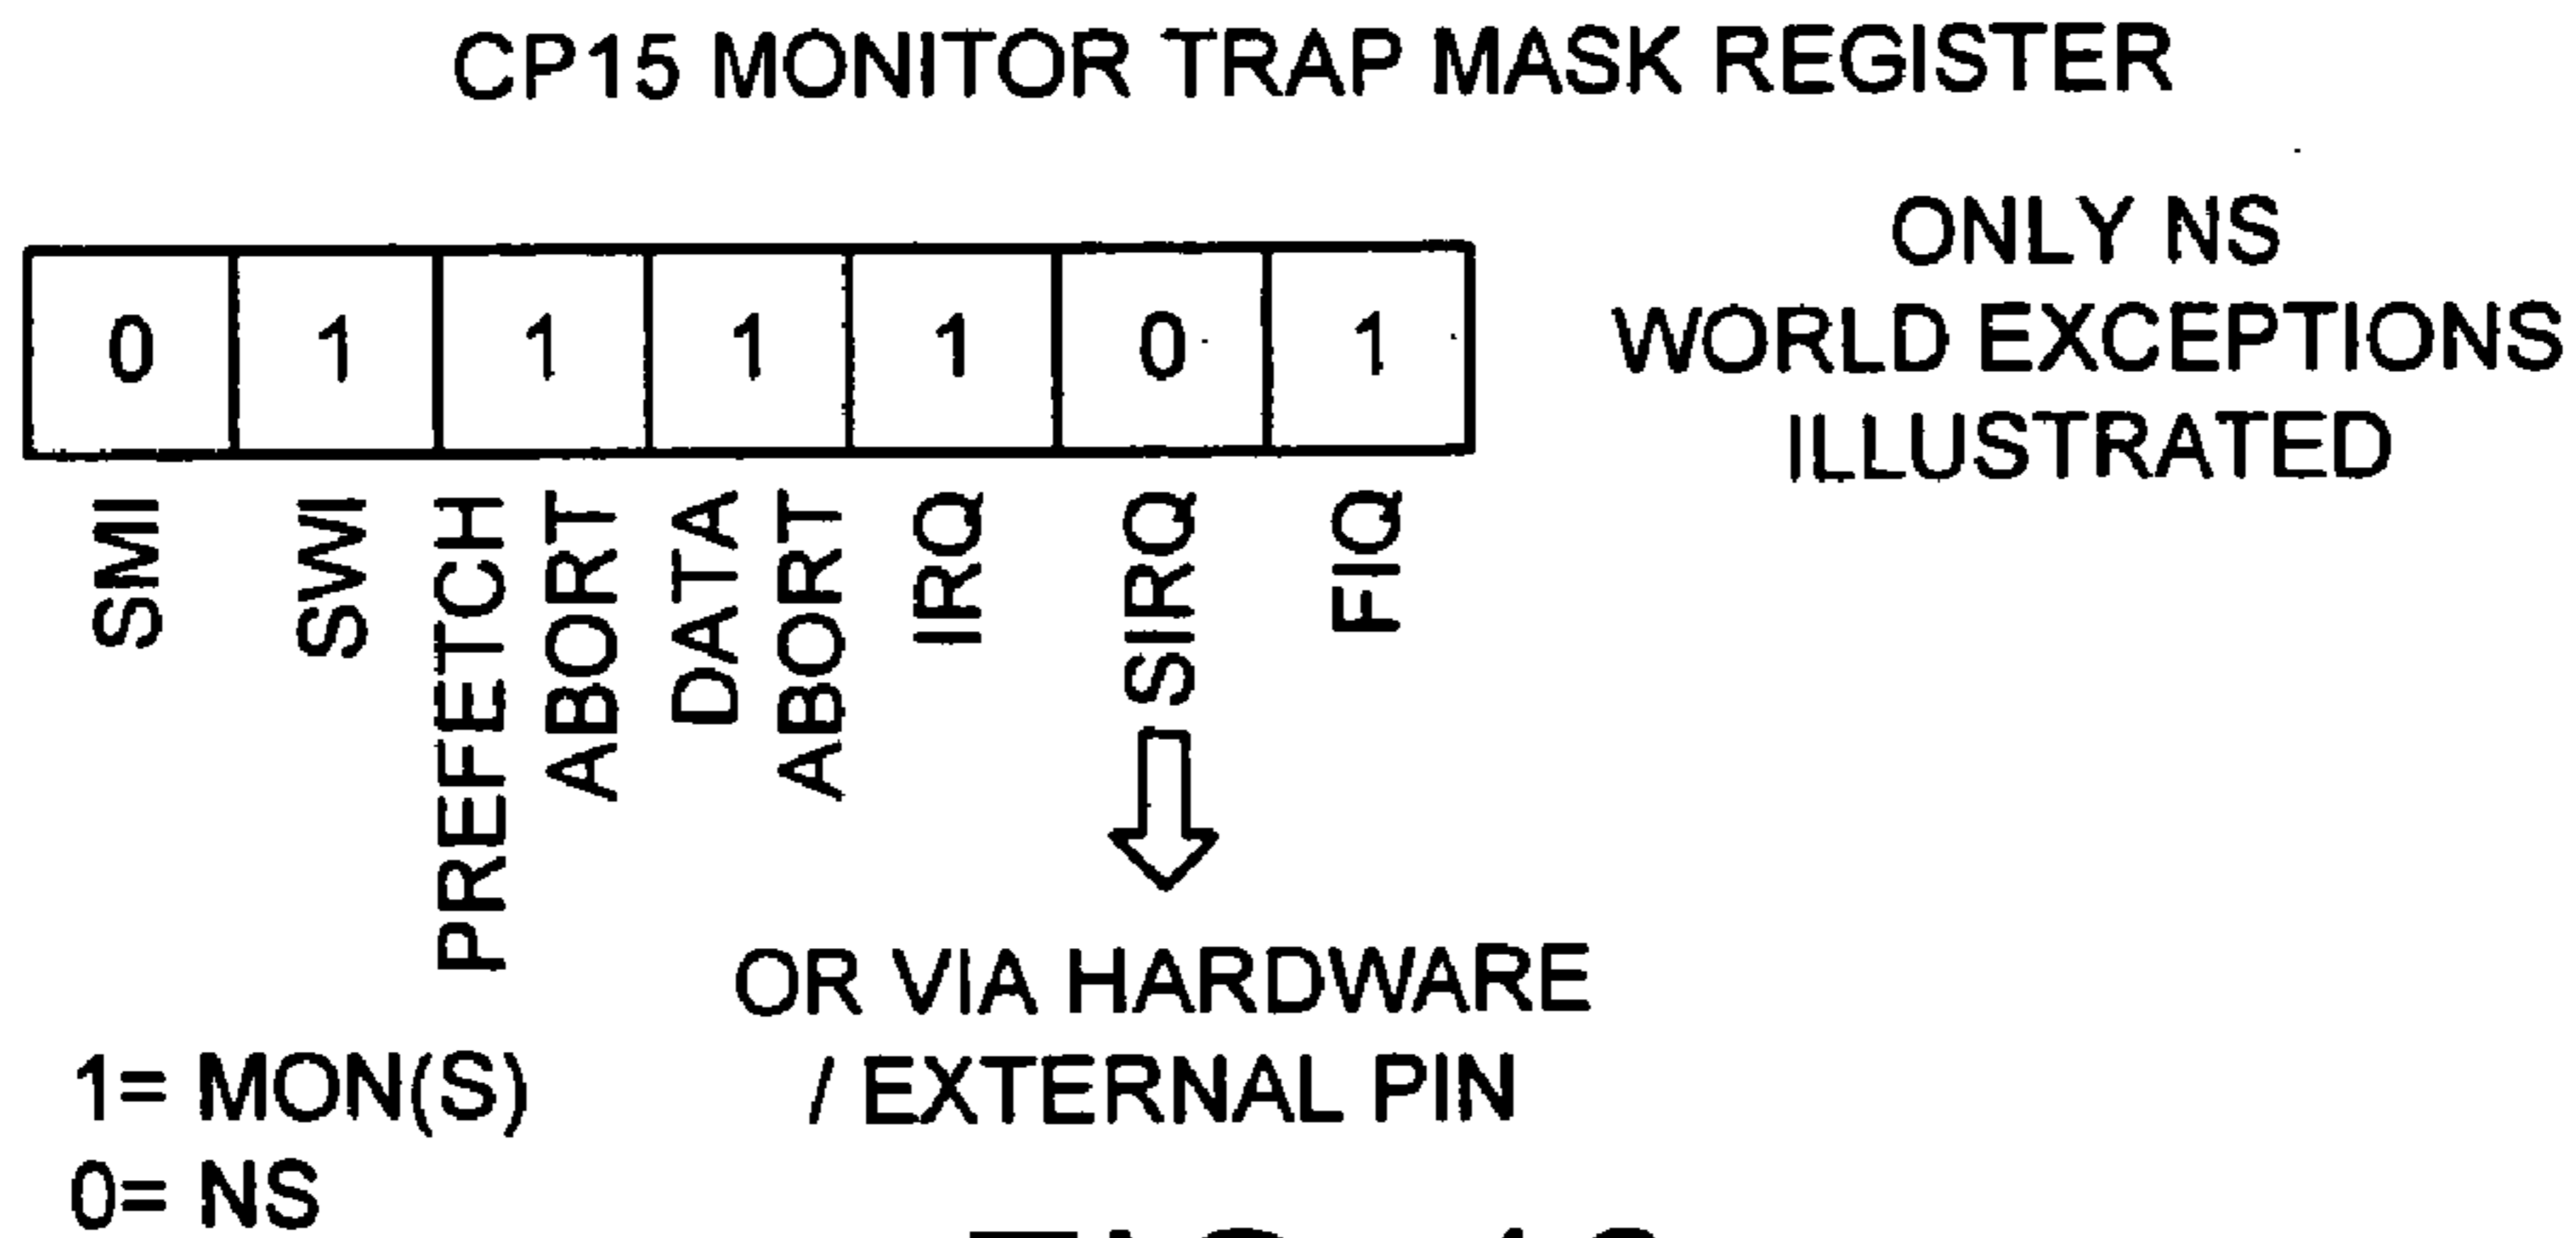 CP15 MONITOR TRAP MASK REGISTER
ONLY NS
WORLD EXCEPTIONS
ILLUSTRATED
0 1 1 1 1 0 1
SMI
SWI
PREFETCH
ABORT
DATA
ABORT
IRQ
SIRQ
FIQ
OR VIA HARDWARE
/ EXTERNAL PIN
1= MON(S)
0= NS